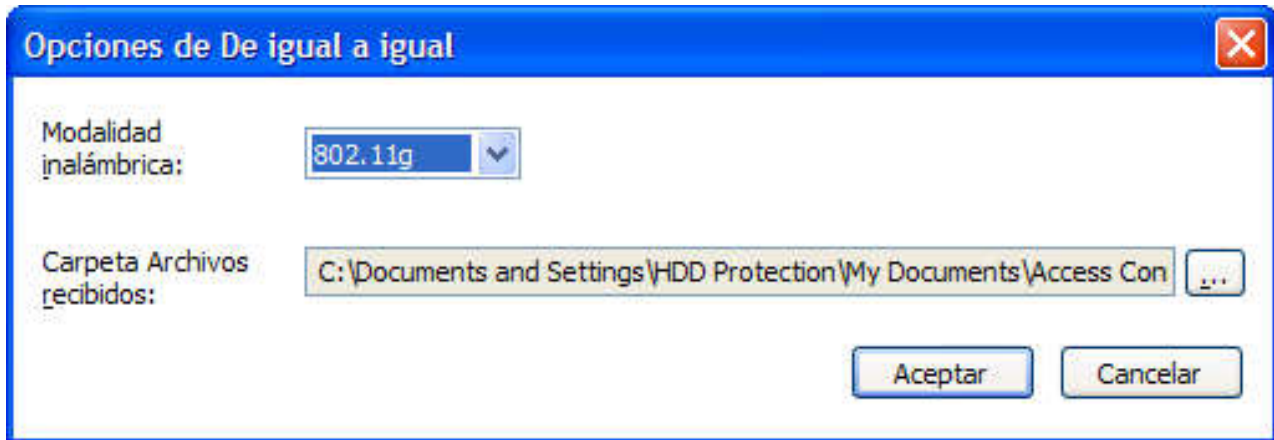 Opciones de De igual a igual
Modalidad
inalámbrica:
802.11g
Carpeta Archivos
recibidos:
C:\Documents and Settings\HDD Protection\My Documents\Access Con
...
Aceptar
Cancelar